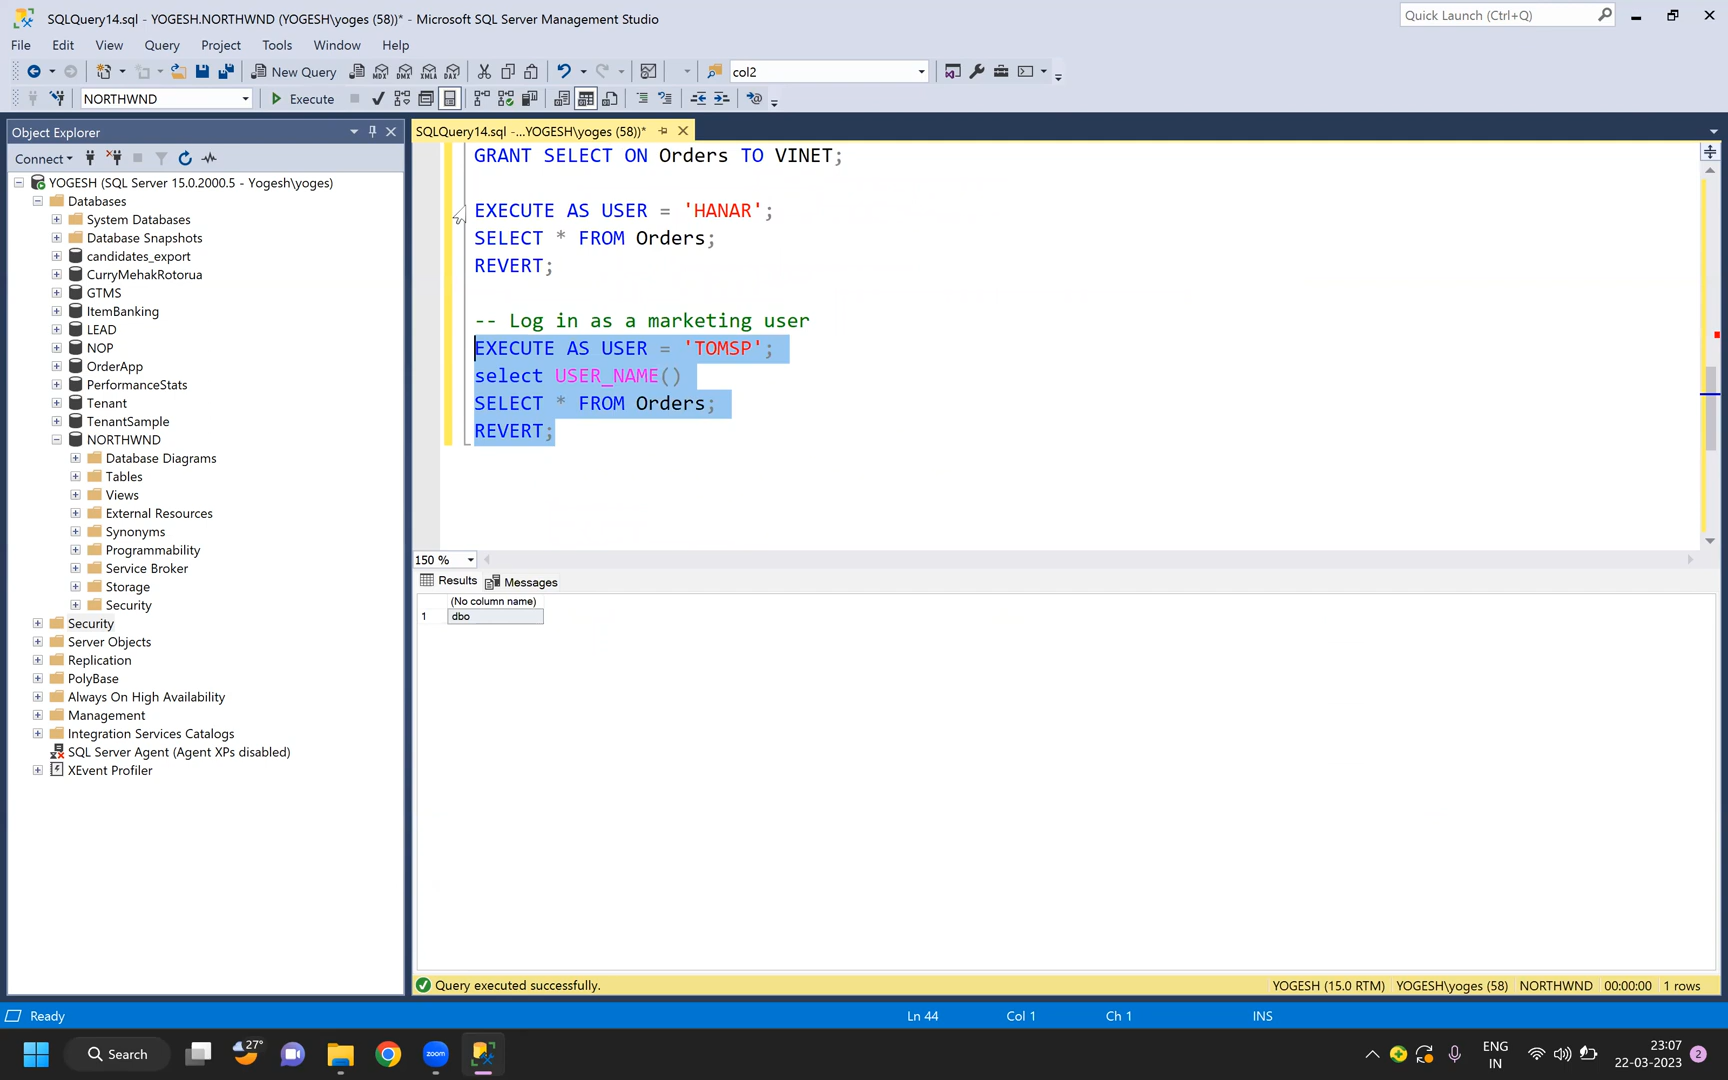 SQLQuery14.sql - YOGESH.NORTHWND (YOGESH\yoges (58))* - Microsoft SQL Server Management Studio
Quick Launch (Ctrl+Q)
File Edit View Query Project Tools Window Help
New Query
MDX DMX XMLA DAX
col2
NORTHWND
Execute
Object Explorer
SQLQuery14.sql -...YOGESH\yoges (58))*
Connect
YOGESH (SQL Server 15.0.2000.5 - Yogesh\yoges)
Databases
System Databases
Database Snapshots
candidates_export
CurryMehakRotorua
GTMS
ItemBanking
LEAD
NOP
OrderApp
PerformanceStats
Tenant
TenantSample
NORTHWND
Database Diagrams
Tables
Views
External Resources
Synonyms
Programmability
Service Broker
Storage
Security
Security
Server Objects
Replication
PolyBase
Always On High Availability
Management
Integration Services Catalogs
SQL Server Agent (Agent XPs disabled)
XEvent Profiler
GRANT SELECT ON Orders TO VINET;
EXECUTE AS USER = 'HANAR';
SELECT * FROM Orders;
REVERT;
-- Log in as a marketing user
EXECUTE AS USER = 'TOMSP';
select USER_NAME()
SELECT * FROM Orders;
REVERT;
150 %
Results Messages
(No column name)
1 dbo
Query executed successfully.
YOGESH (15.0 RTM) YOGESH\yoges (58) NORTHWND 00:00:00 1 rows
Ready
Ln 44 Col 1 Ch 1 INS
Search
27°
zoom
ENG
IN
23:07
22-03-2023
2